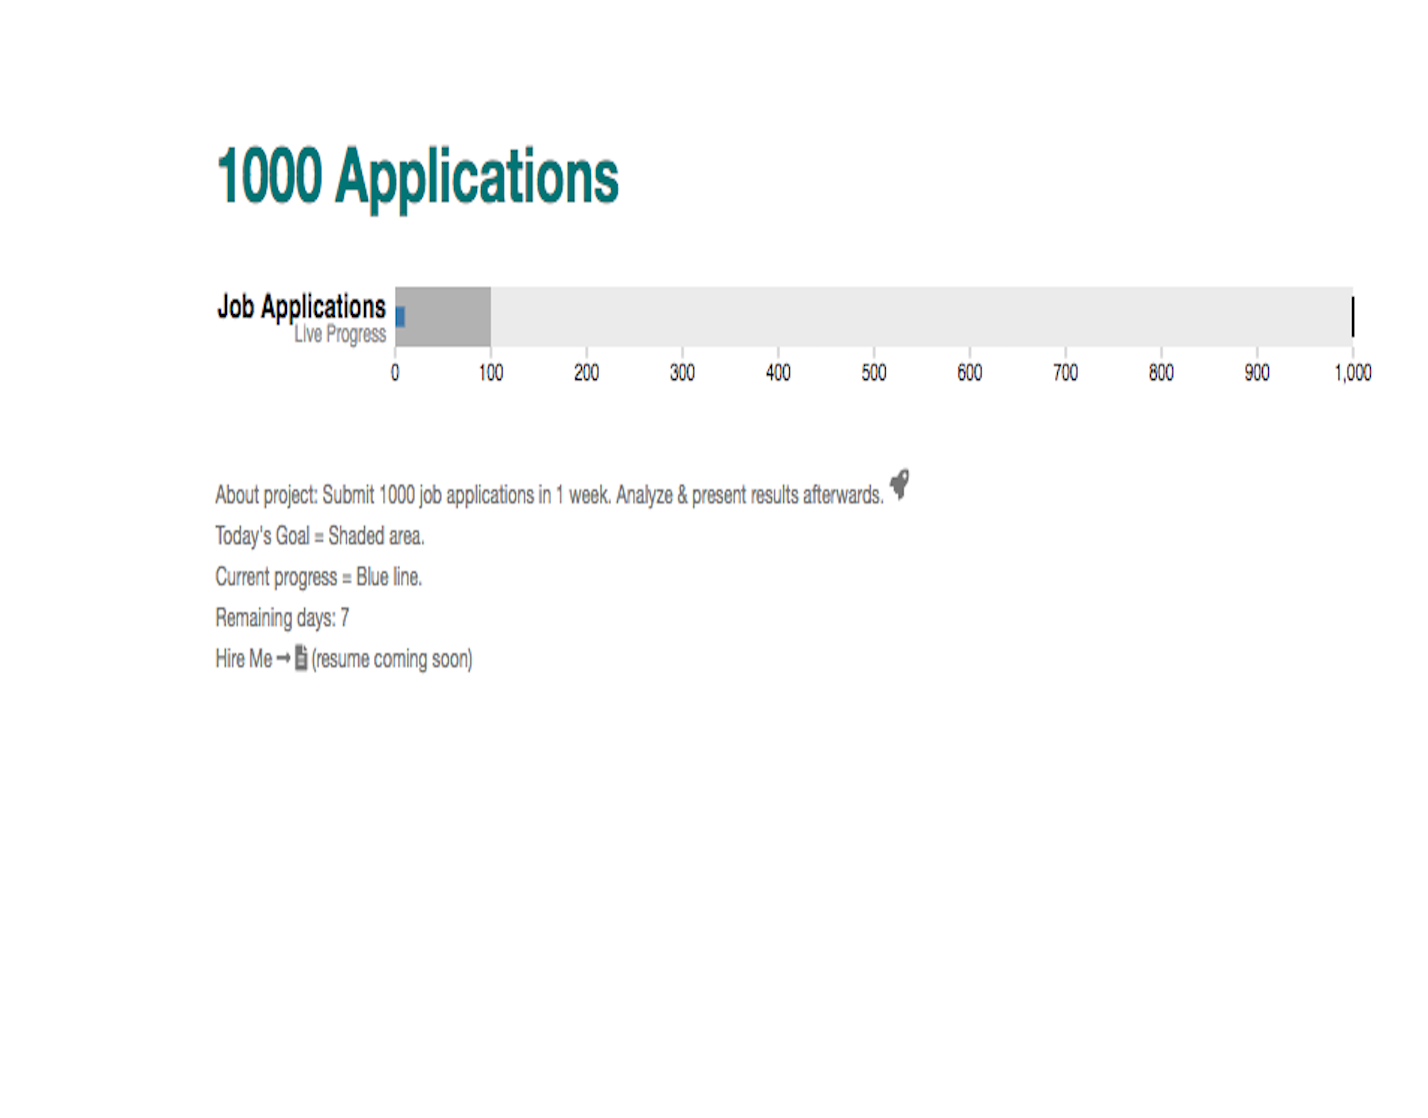 1000 Applications
Job Applications
Live Progress
0 100 200 300 400 500 600 700 800 900 1,000
About project: Submit 1000 job applications in 1 week. Analyze & present results afterwards.
Today's Goal = Shaded area.
Current progress = Blue line.
Remaining days: 7
Hire Me → (resume coming soon)